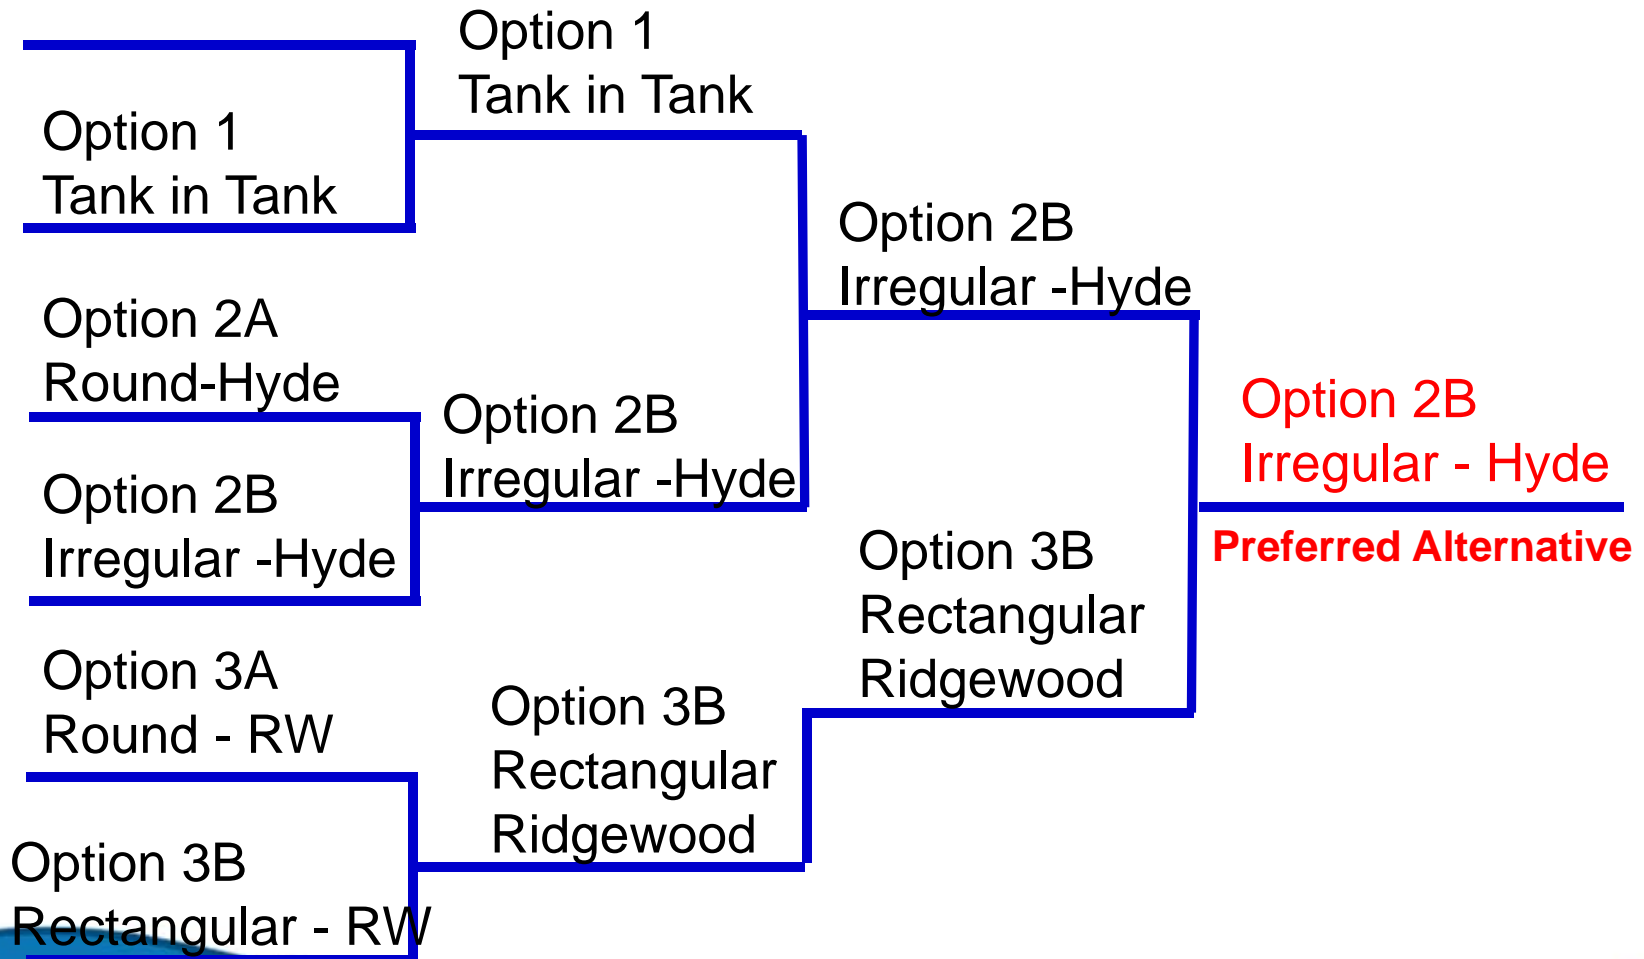 Option 1
Tank in Tank
Option 2A
Round-Hyde
Option 2B
Irregular -Hyde
Option 3A
Round - RW
Option 3B
Rectangular - RW
Option 1
Tank in Tank
Option 2B
Irregular -Hyde
Option 3B
Rectangular
Ridgewood
Option 2B
Irregular -Hyde
Option 3B
Rectangular
Ridgewood
Option 2B
Irregular - Hyde
Preferred Alternative